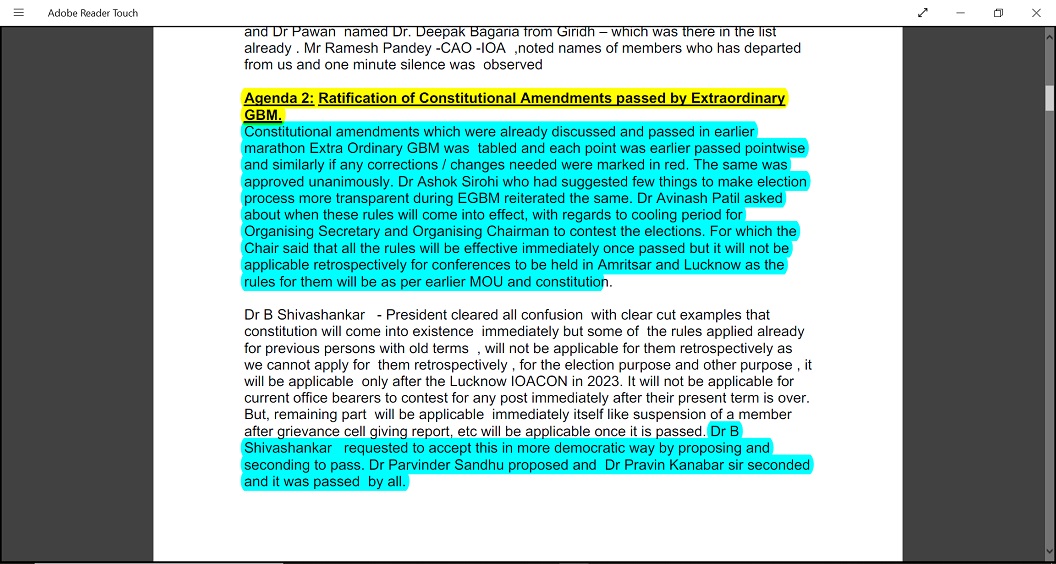 Adobe Reader Touch
and Dr Pawan named Dr. Deepak Bagaria from Giridh – which was there in the list
already . Mr Ramesh Pandey -CAO -IOA ,noted names of members who has departed
from us and one minute silence was observed
Agenda 2: Ratification of Constitutional Amendments passed by Extraordinary
GBM.
Constitutional amendments which were already discussed and passed in earlier
marathon Extra Ordinary GBM was tabled and each point was earlier passed pointwise
and similarly if any corrections / changes needed were marked in red. The same was
approved unanimously. Dr Ashok Sirohi who had suggested few things to make election
process more transparent during EGBM reiterated the same. Dr Avinash Patil asked
about when these rules will come into effect, with regards to cooling period for
Organising Secretary and Organising Chairman to contest the elections. For which the
Chair said that all the rules will be effective immediately once passed but it will not be
applicable retrospectively for conferences to be held in Amritsar and Lucknow as the
rules for them will be as per earlier MOU and constitution.
Dr B Shivashankar - President cleared all confusion with clear cut examples that
constitution will come into existence immediately but some of the rules applied already
for previous persons with old terms , will not be applicable for them retrospectively as
we cannot apply for them retrospectively , for the election purpose and other purpose , it
will be applicable only after the Lucknow IOACON in 2023. It will not be applicable for
current office bearers to contest for any post immediately after their present term is over.
But, remaining part will be applicable immediately itself like suspension of a member
after grievance cell giving report, etc will be applicable once it is passed. Dr B
Shivashankar requested to accept this in more democratic way by proposing and
seconding to pass. Dr Parvinder Sandhu proposed and Dr Pravin Kanabar sir seconded
and it was passed by all.